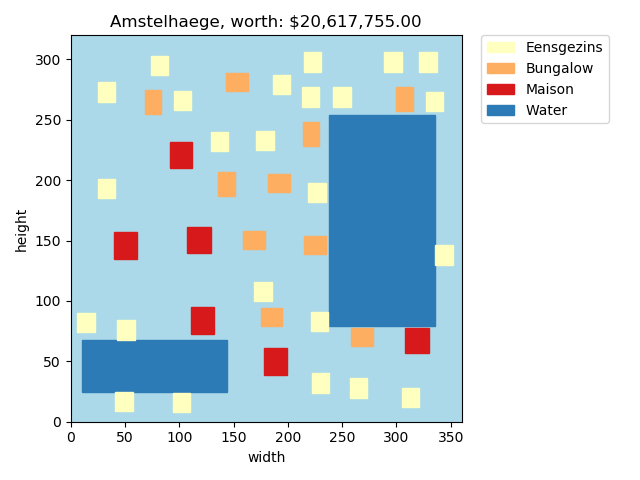 Amstelhaege, worth: $20,617,755.00
Eensgezins
Bungalow
Maison
Water
300
250
200
150
100
50
0
height
0 50 100 150 200 250 300 350
width